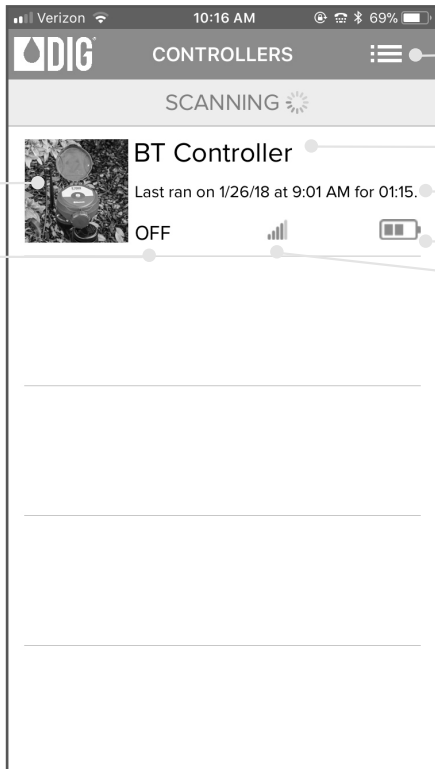 Verizon 10:16 AM 69%
DIG CONTROLLERS
SCANNING
BT Controller
Last ran on 1/26/18 at 9:01 AM for 01:15.
OFF